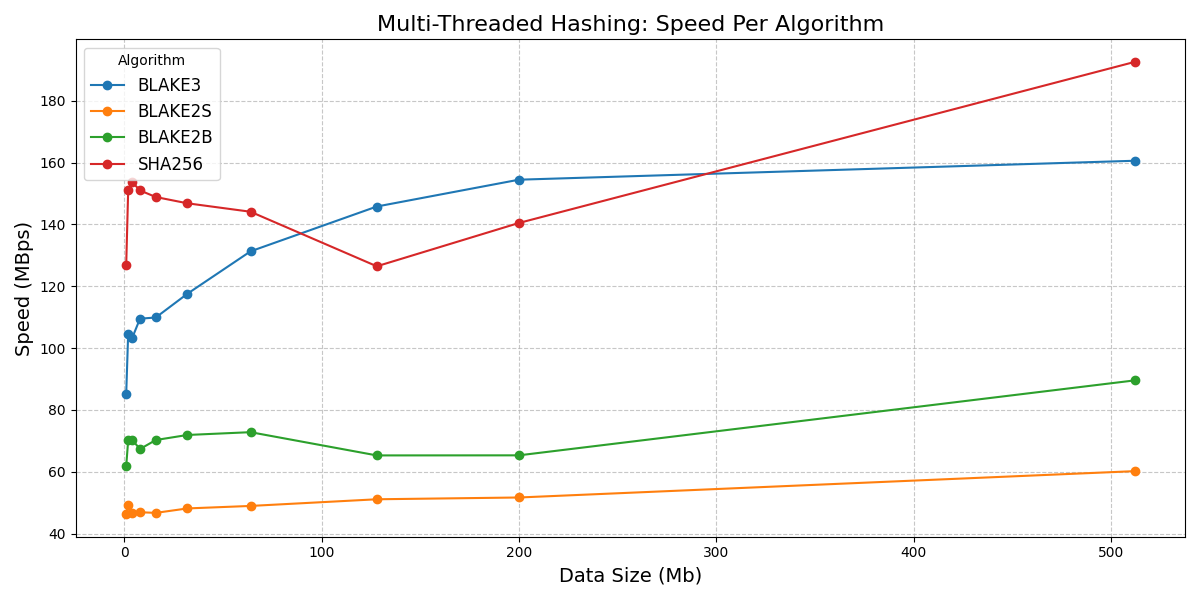 Multi-Threaded Hashing: Speed Per Algorithm
Algorithm
BLAKE3
BLAKE2S
BLAKE2B
SHA256
Speed (MBps)
180
160
140
120
100
80
60
40
0 100 200 300 400 500
Data Size (Mb)